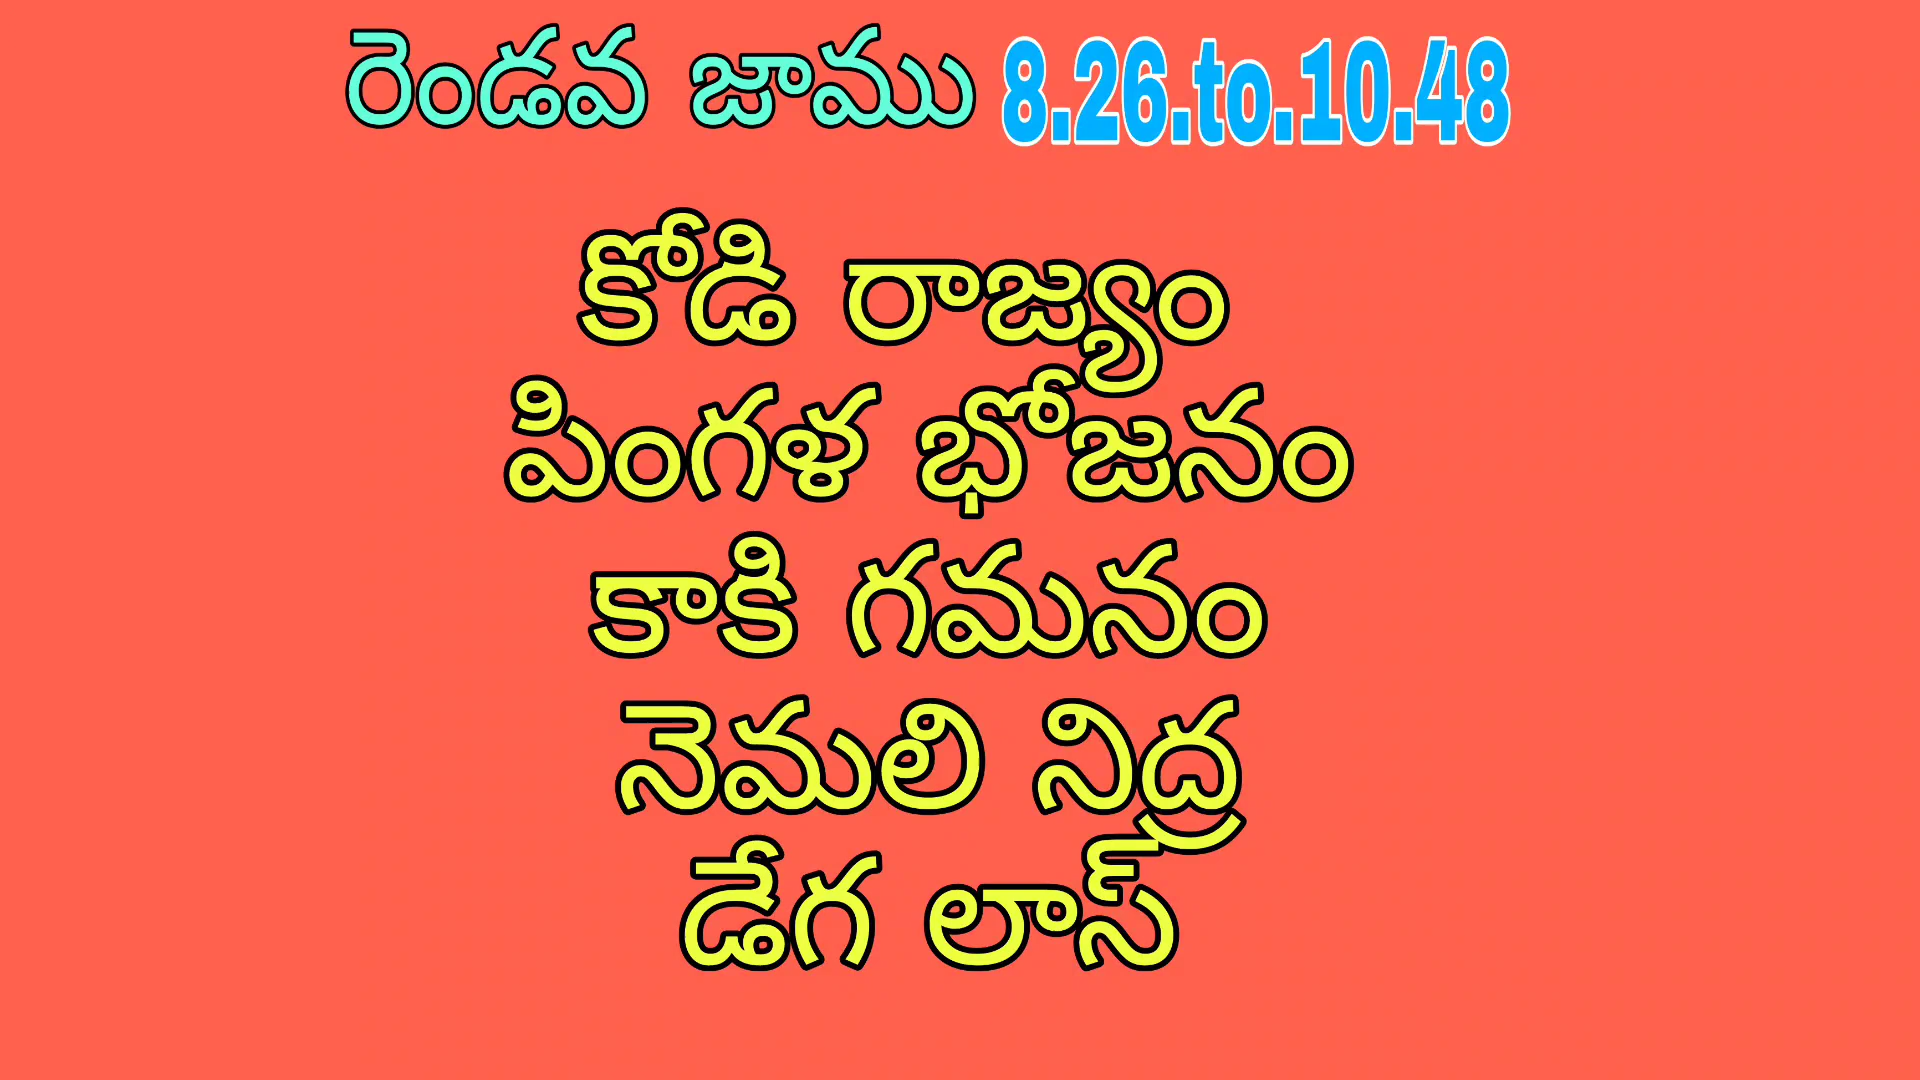 రెండవ జాము 8.26.to.10.48
కోడి రాజ్యం
పింగళ భోజనం
కాకి గమనం
నెమలి నిద్ర
డేగ లాస్